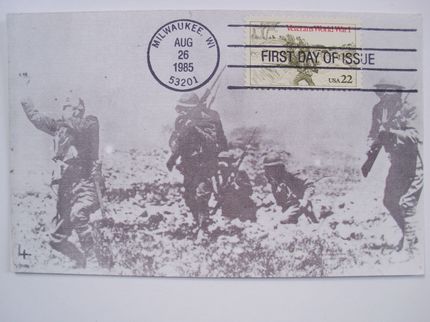 MILWAUKEE, WI
AUG
26
1985
53201
Veterans World War I
FIRST DAY OF ISSUE
USA 22